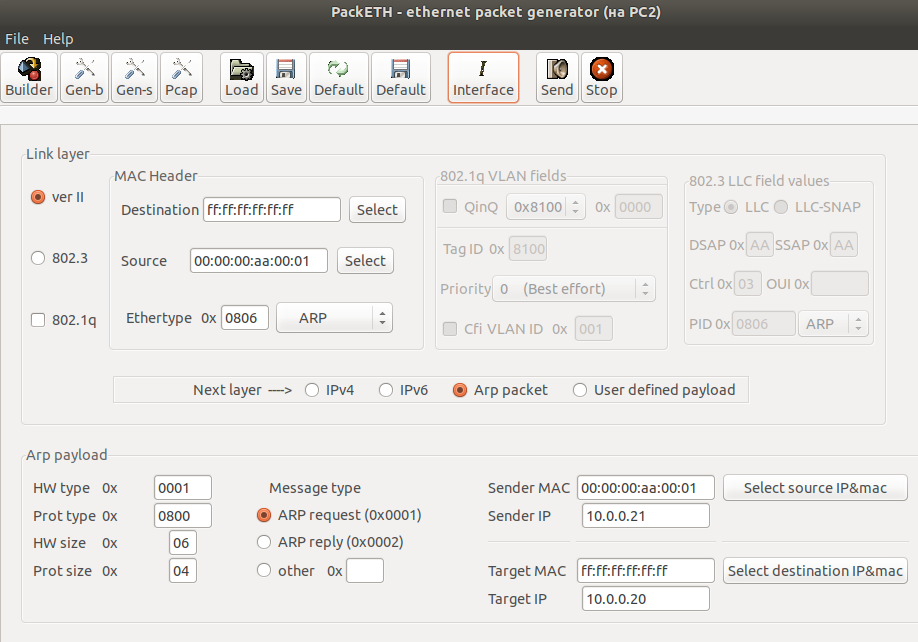 PackETH - ethernet packet generator (на PC2)
File Help
Builder Gen-b Gen-s Pcap Load Save Default Default Interface Send Stop
Link layer
ver II
802.3
802.1q
MAC Header
Destination ff:ff:ff:ff:ff:ff Select
Source 00:00:00:aa:00:01 Select
Ethertype 0x 0806 ARP
802.1q VLAN fields
QinQ 0x8100 0x 0000
Tag ID 0x 8100
Priority 0 (Best effort)
Cfi VLAN ID 0x 001
802.3 LLC field values
Type LLC LLC-SNAP
DSAP 0x AA SSAP 0x AA
Ctrl 0x 03 OUI 0x
PID 0x 0806 ARP
Next layer ----> IPv4 IPv6 Arp packet User defined payload
Arp payload
HW type 0x 0001
Prot type 0x 0800
HW size 0x 06
Prot size 0x 04
Message type
ARP request (0x0001)
ARP reply (0x0002)
other 0x
Sender MAC 00:00:00:aa:00:01 Select source IP&mac
Sender IP 10.0.0.21
Target MAC ff:ff:ff:ff:ff:ff Select destination IP&mac
Target IP 10.0.0.20